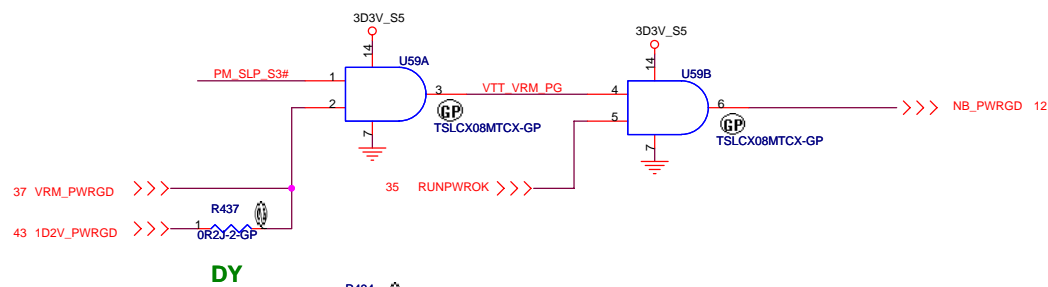 3D3V_S5
14
U59A
PM_SLP_S3#
1
2
3
VTT_VRM_PG
GP
TSLCX08MTCX-GP
7
3D3V_S5
14
U59B
4
5
6
NB_PWRGD 12
GP
TSLCX08MTCX-GP
7
37 VRM_PWRGD
35 RUNPWROK
R437
43 1D2V_PWRGD
1
0R2J-2-GP
DY